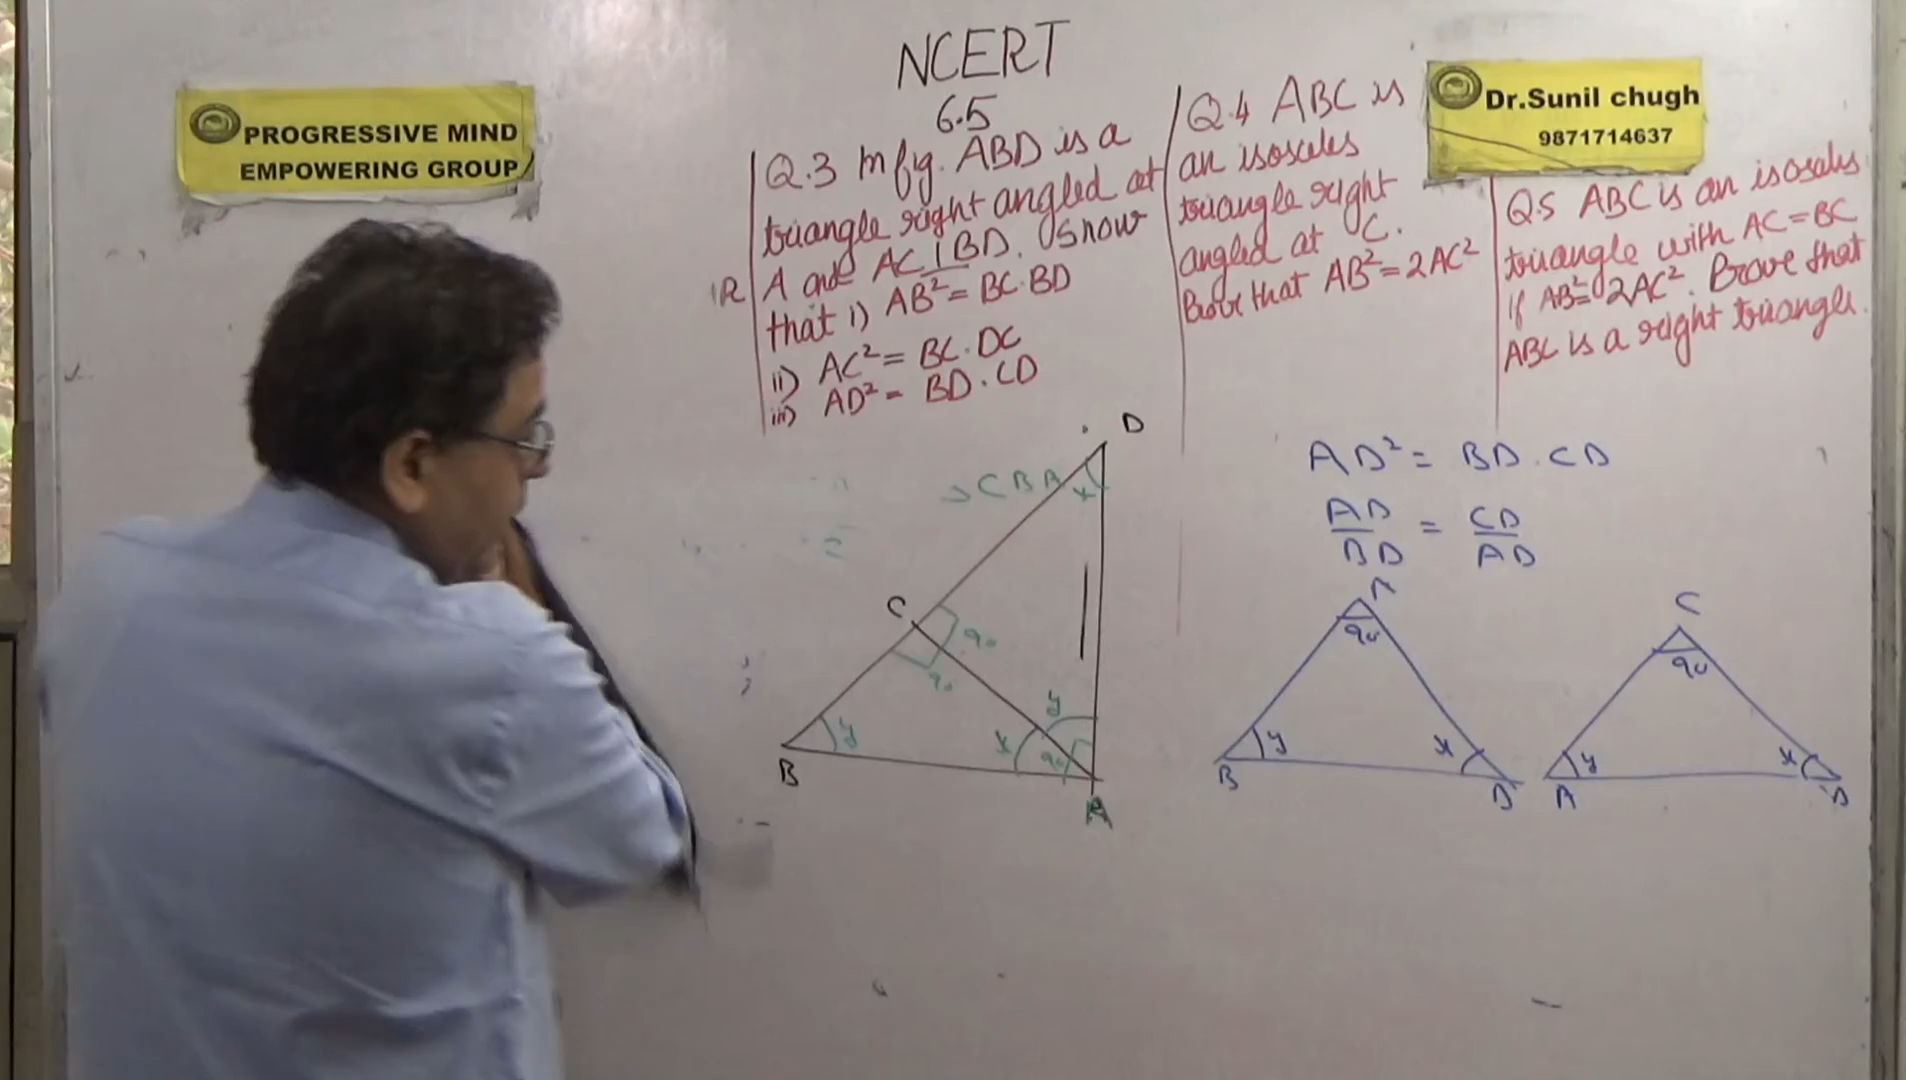 NCERT
6.5
PROGRESSIVE MIND
EMPOWERING GROUP
Dr.Sunil chugh
9871714637
Q.3 In fig. ABD is a
triangle right angled at
A and AC ⊥ BD. Show
that i) AB² = BC·BD
ii) AC² = BC·DC
iii) AD² = BD·CD
Q.4 ABC is
an isosceles
triangle right
angled at C.
Prove that AB² = 2AC²
Q.5 ABC is an isosceles
triangle with AC = BC
if AB² = 2AC². Prove that
ABC is a right triangle.
D
CBA
x
C
90
90
y
y
x
90
B
A
AD² = BD.CD
AD = CD
BD AD
A
90
y
x
B
D
C
90
y
x
A
D